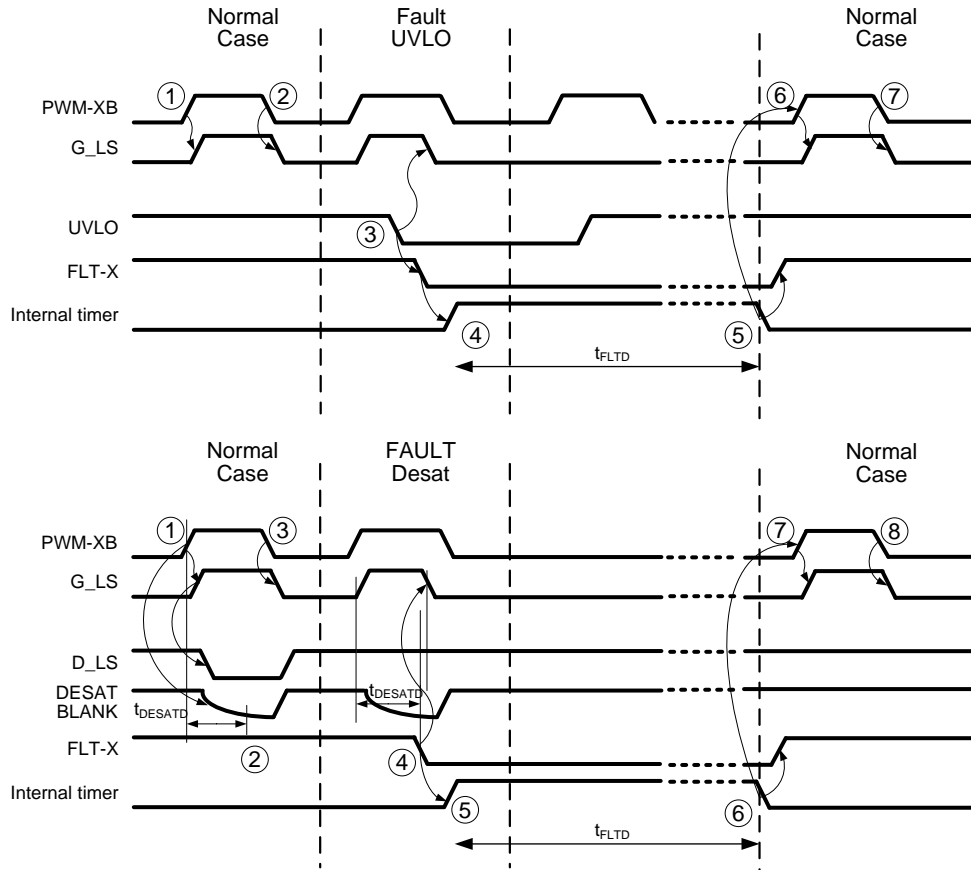 Normal
Case
Fault
UVLO
Normal
Case
PWM-XB
1
2
6
7
G_LS
UVLO
3
FLT-X
Internal timer
4
5
tFLTD
Normal
Case
FAULT
Desat
Normal
Case
PWM-XB
1
3
7
8
G_LS
D_LS
DESAT
BLANK
tDESATD
tDESATD
FLT-X
2
4
Internal timer
5
6
tFLTD